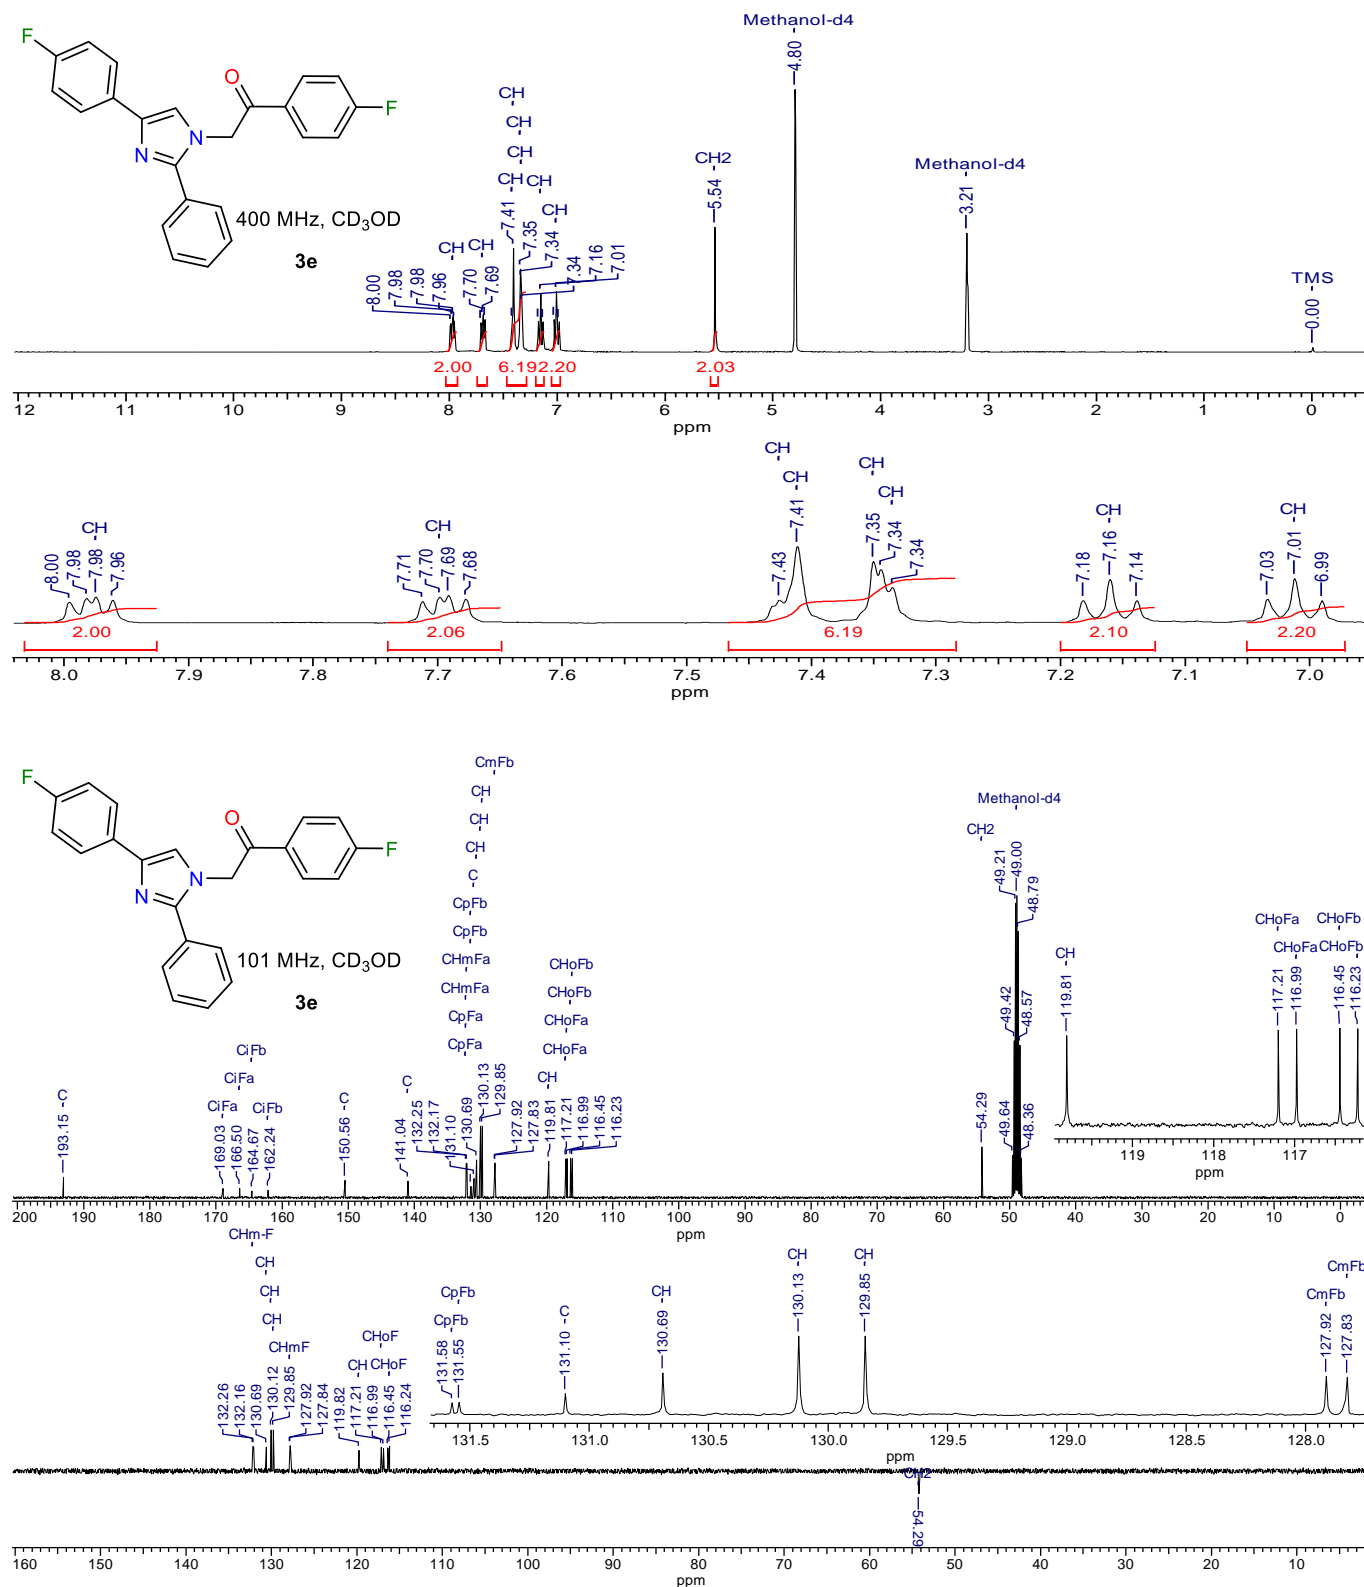 Methanol-d4
4.80
F
O
F
N
N
400 MHz, CD3OD
3e
CH
CH
CH
CH
CH
CH
CH
CH
CH2
Methanol-d4
TMS
8.00
7.98
7.98
7.96
7.70
7.69
7.41
7.35
7.34
7.34
7.16
7.01
5.54
3.21
0.00
2.00
6.19
2.20
2.03
12 11 10 9 8 7 6 5 4 3 2 1 0
ppm
CH
CH
CH
CH
CH
CH
CH
CH
8.00
7.98
7.98
7.96
7.71
7.70
7.69
7.68
7.43
7.41
7.35
7.34
7.34
7.18
7.16
7.14
7.03
7.01
6.99
2.00
2.06
6.19
2.10
2.20
8.0 7.9 7.8 7.7 7.6 7.5 7.4 7.3 7.2 7.1 7.0
ppm
F
O
F
N
N
101 MHz, CD3OD
3e
CmFb
CH
CH
CH
C
CpFb
CpFb
CHmFa
CHmFa
CpFa
CpFa
CHoFb
CHoFb
CHoFa
CHoFa
CH
Methanol-d4
CH2
C
CiFa
CiFa
CiFb
CiFb
C
C
193.15
169.03
166.50
164.67
162.24
150.56
141.04
132.25
132.17
131.10
130.69
130.13
129.85
127.92
127.83
119.81
117.21
116.99
116.45
116.23
54.29
49.64
49.42
49.21
49.00
48.79
48.57
48.36
CH
CHoFa
CHoFa
CHoFb
CHoFb
119.81
117.21
116.99
116.45
116.23
119 118 117
ppm
200 190 180 170 160 150 140 130 120 110 100 90 80 70 60 50 40 30 20 10 0
ppm
CHm-F
CH
CH
CH
CHmF
CHoF
CH
CHoF
132.26
132.16
130.69
130.12
129.85
127.92
127.84
119.82
117.21
116.99
116.45
116.24
CpFb
CpFb
C
CH
CH
CH
CmFb
CmFb
131.58
131.55
131.10
130.69
130.13
129.85
127.92
127.83
131.5 131.0 130.5 130.0 129.5 129.0 128.5 128.0
ppm
CH2
54.29
160 150 140 130 120 110 100 90 80 70 60 50 40 30 20 10
ppm